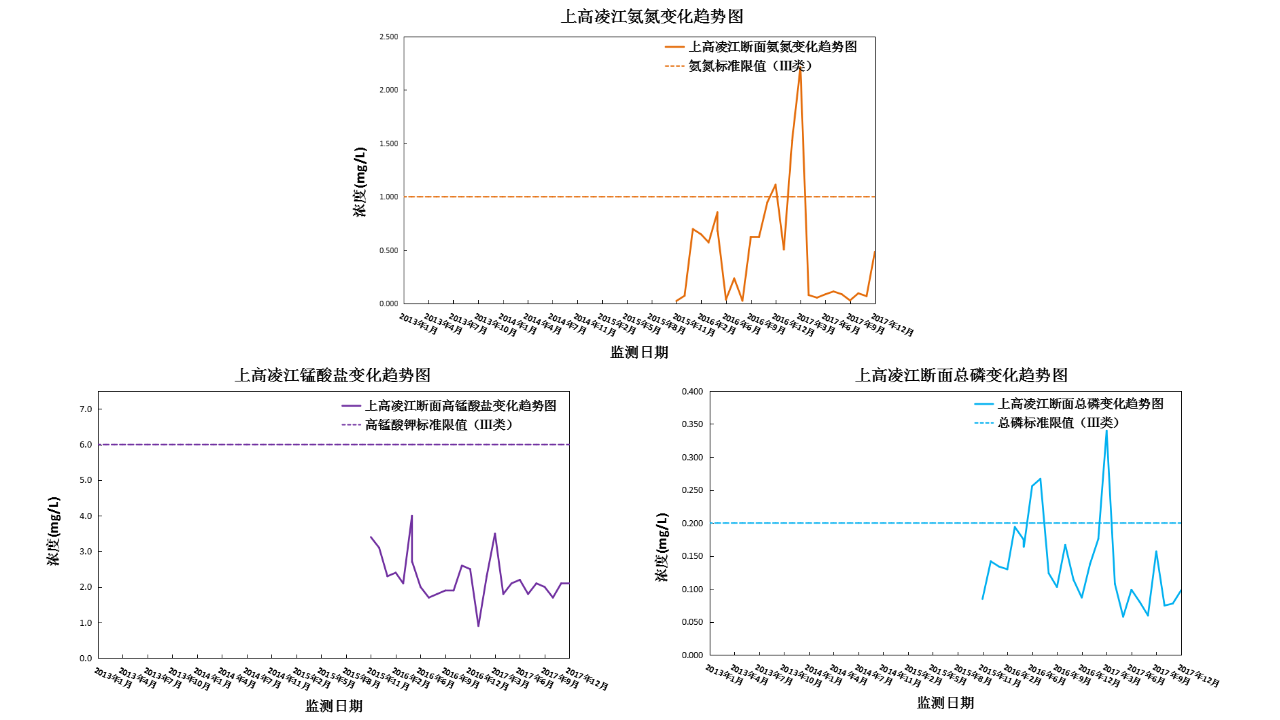 上高凌江氨氮变化趋势图
2.500
2.000
1.500
1.000
0.500
0.000
浓度(mg/L)
上高凌江断面氨氮变化趋势图
氨氮标准限值（III类）
2013年1月
2013年4月
2013年7月
2013年10月
2014年1月
2014年4月
2014年7月
2014年11月
2015年2月
2015年5月
2015年8月
2015年11月
2016年2月
2016年6月
2016年9月
2016年12月
2017年3月
2017年6月
2017年9月
2017年12月
监测日期
上高凌江锰酸盐变化趋势图
7.0
6.0
5.0
4.0
3.0
2.0
1.0
0.0
浓度(mg/L)
上高凌江断面高锰酸盐变化趋势图
高锰酸钾标准限值（III类）
2013年1月
2013年4月
2013年7月
2013年10月
2014年1月
2014年4月
2014年7月
2014年11月
2015年2月
2015年5月
2015年8月
2015年11月
2016年2月
2016年6月
2016年9月
2016年12月
2017年3月
2017年6月
2017年9月
2017年12月
监测日期
上高凌江断面总磷变化趋势图
0.400
0.350
0.300
0.250
0.200
0.150
0.100
0.050
0.000
浓度(mg/L)
上高凌江断面总磷变化趋势图
总磷标准限值（III类）
2013年1月
2013年4月
2013年7月
2013年10月
2014年1月
2014年4月
2014年7月
2014年11月
2015年2月
2015年5月
2015年8月
2015年11月
2016年2月
2016年6月
2016年9月
2016年12月
2017年3月
2017年6月
2017年9月
2017年12月
监测日期